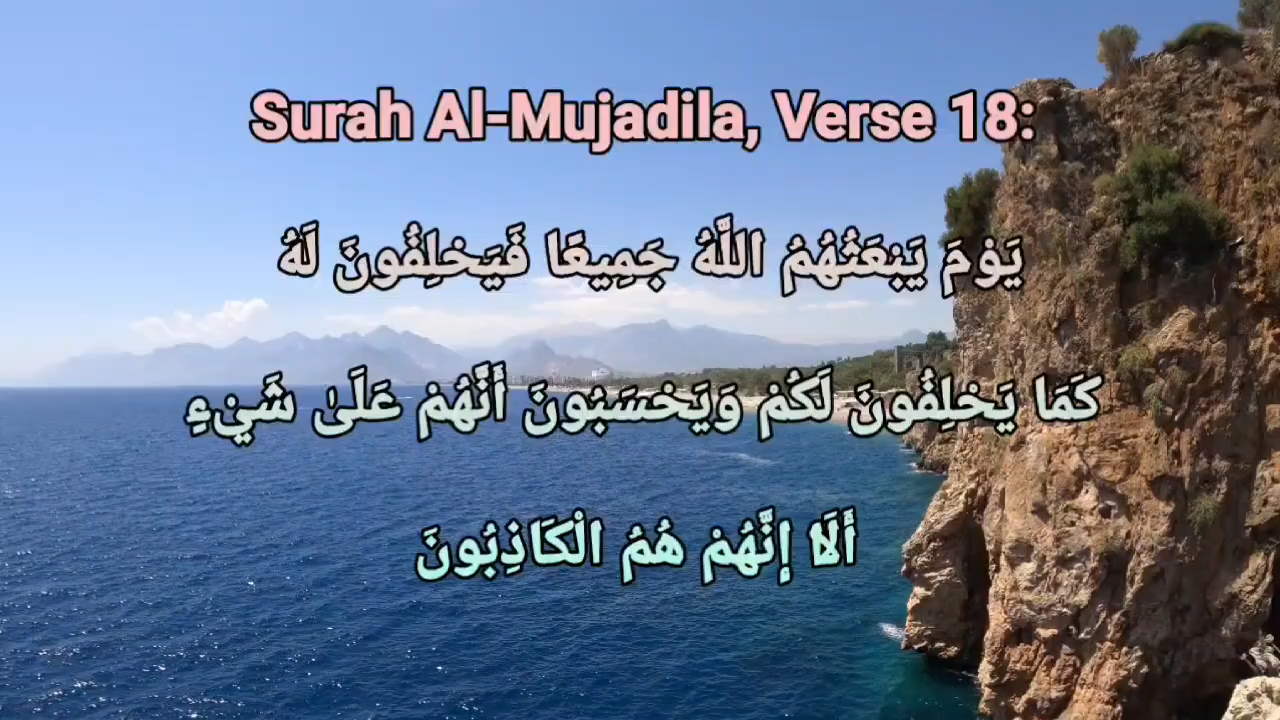 Surah Al-Mujadila, Verse 18:
يَوْمَ يَبْعَثُهُمُ اللَّهُ جَمِيعًا فَيَحْلِفُونَ لَهُ
كَمَا يَحْلِفُونَ لَكُمْ وَيَحْسَبُونَ أَنَّهُمْ عَلَىٰ شَيْءٍ
أَلَا إِنَّهُمْ هُمُ الْكَاذِبُونَ